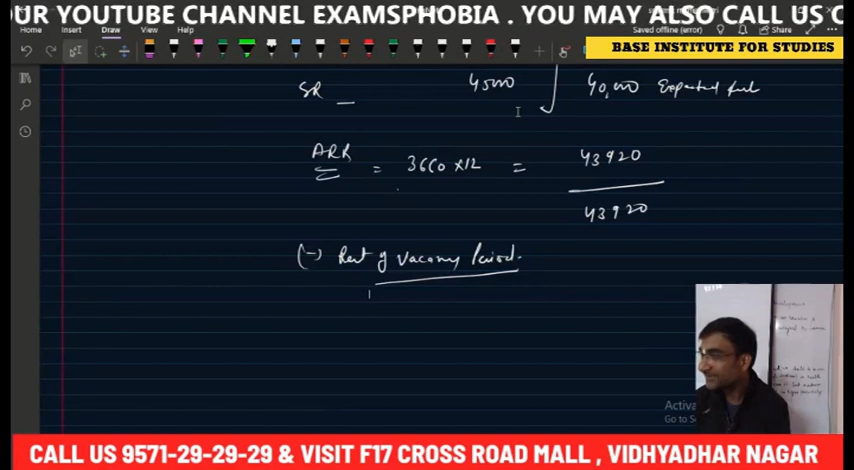 OUR YOUTUBE CHANNEL EXAMSPHOBIA . YOU MAY ALSO CALL US
Home Insert Draw View Help
Saved offline (error) Share
BASE INSTITUTE FOR STUDIES
SR 45000 40,000 Expected
ARR = 3660 x12 = 43920
43920
(-) Rent of Vacancy Period.
Activa
Go to S
CALL US 9571-29-29-29 & VISIT F17 CROSS ROAD MALL , VIDHYADHAR NAGAR